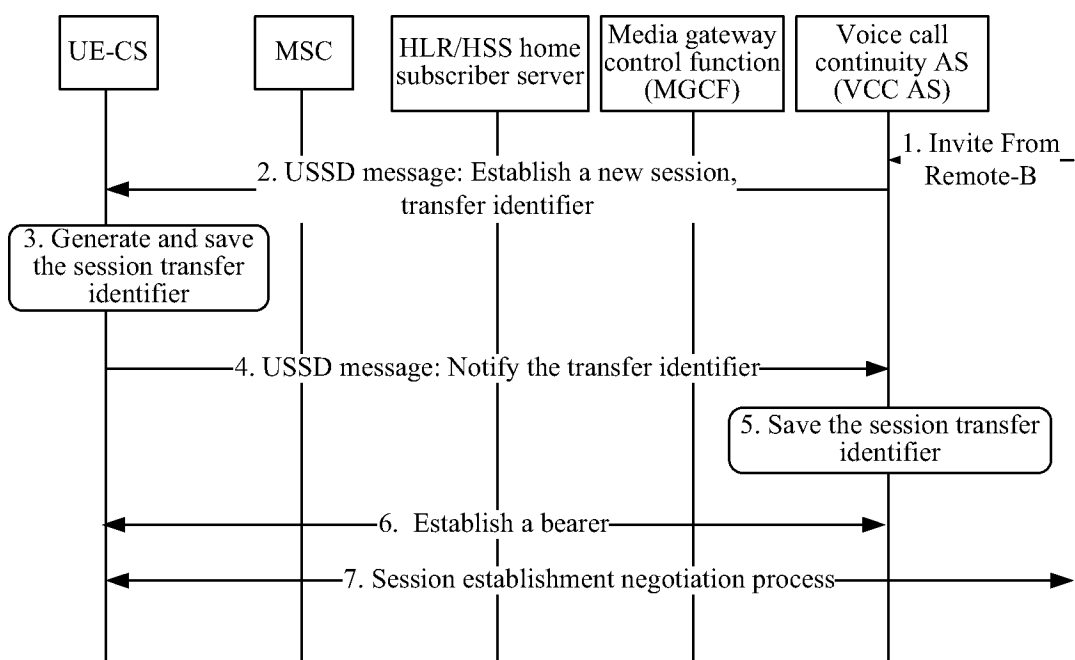 UE-CS
MSC
HLR/HSS home
subscriber server
Media gateway
control function
(MGCF)
Voice call
continuity AS
(VCC AS)
1. Invite From
Remote-B
2. USSD message: Establish a new session,
transfer identifier
3. Generate and save
the session transfer
identifier
4. USSD message: Notify the transfer identifier
5. Save the session transfer
identifier
6. Establish a bearer
7. Session establishment negotiation process